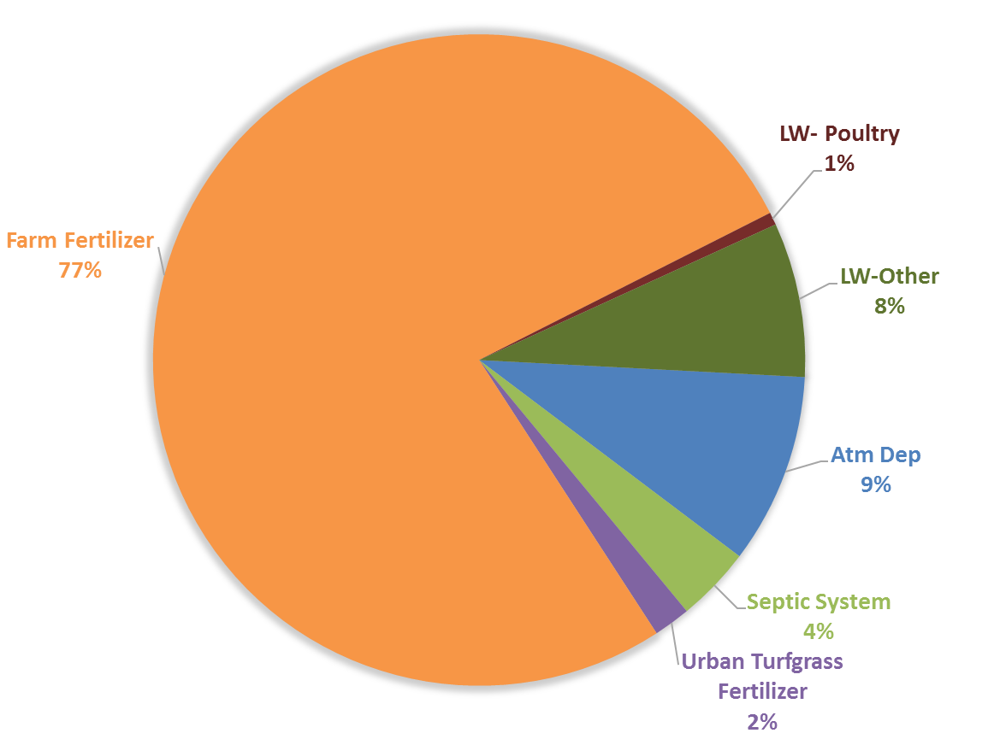 LW- Poultry
1%
Farm Fertilizer
77%
LW-Other
8%
Atm Dep
9%
Septic System
4%
Urban Turfgrass
Fertilizer
2%